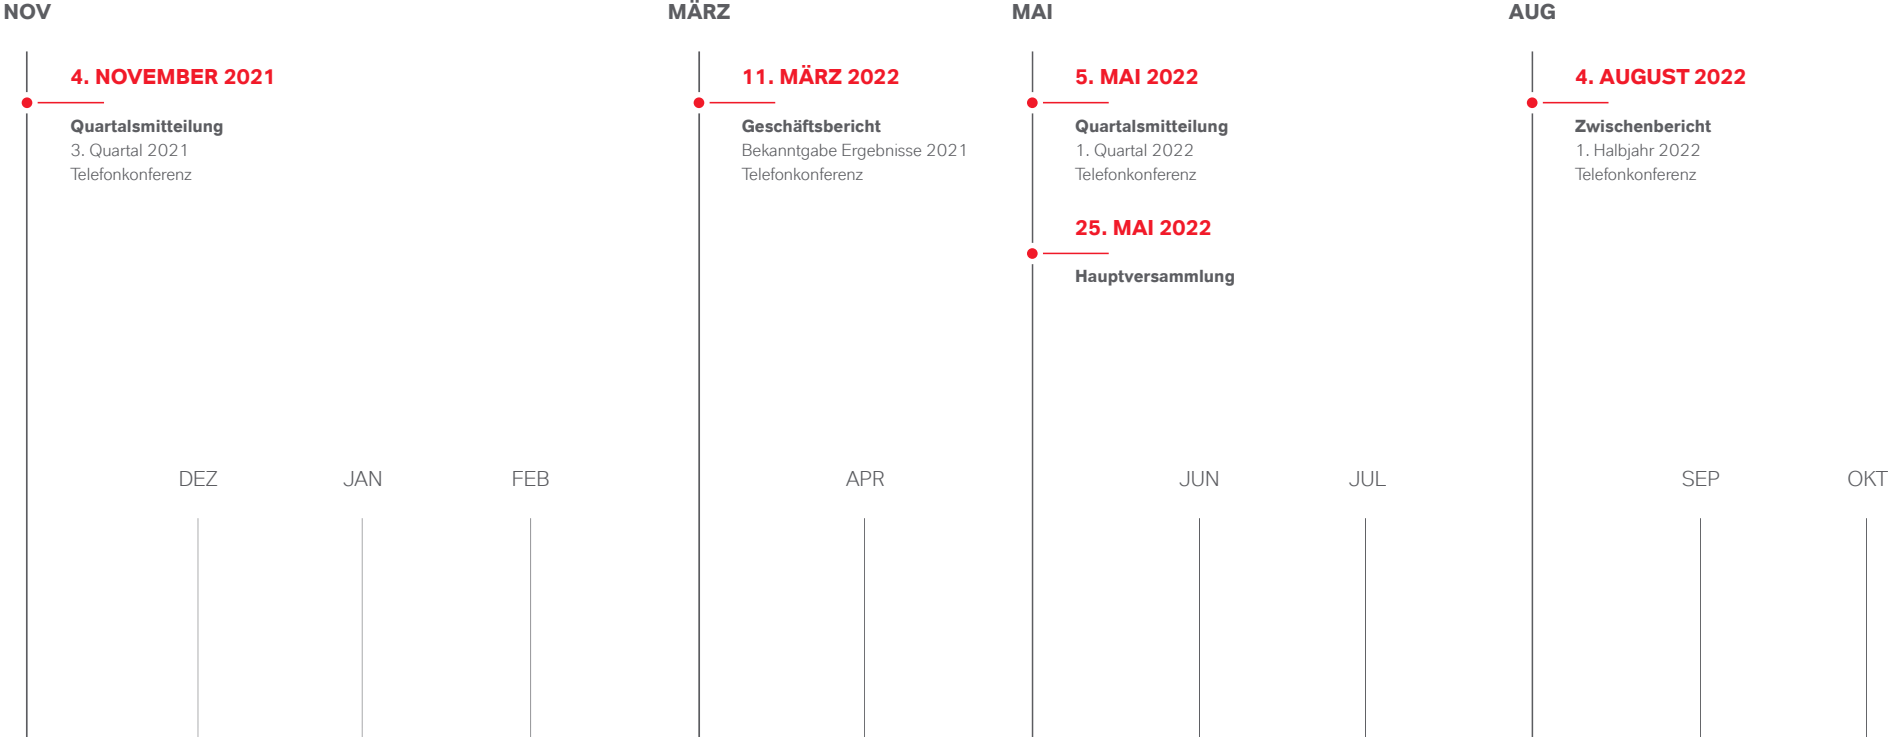 NOV
4. NOVEMBER 2021
Quartalsmitteilung
3. Quartal 2021
Telefonkonferenz
DEZ
JAN
FEB
MÄRZ
11. MÄRZ 2022
Geschäftsbericht
Bekanntgabe Ergebnisse 2021
Telefonkonferenz
APR
MAI
5. MAI 2022
Quartalsmitteilung
1. Quartal 2022
Telefonkonferenz
25. MAI 2022
Hauptversammlung
JUN
JUL
AUG
4. AUGUST 2022
Zwischenbericht
1. Halbjahr 2022
Telefonkonferenz
SEP
OKT